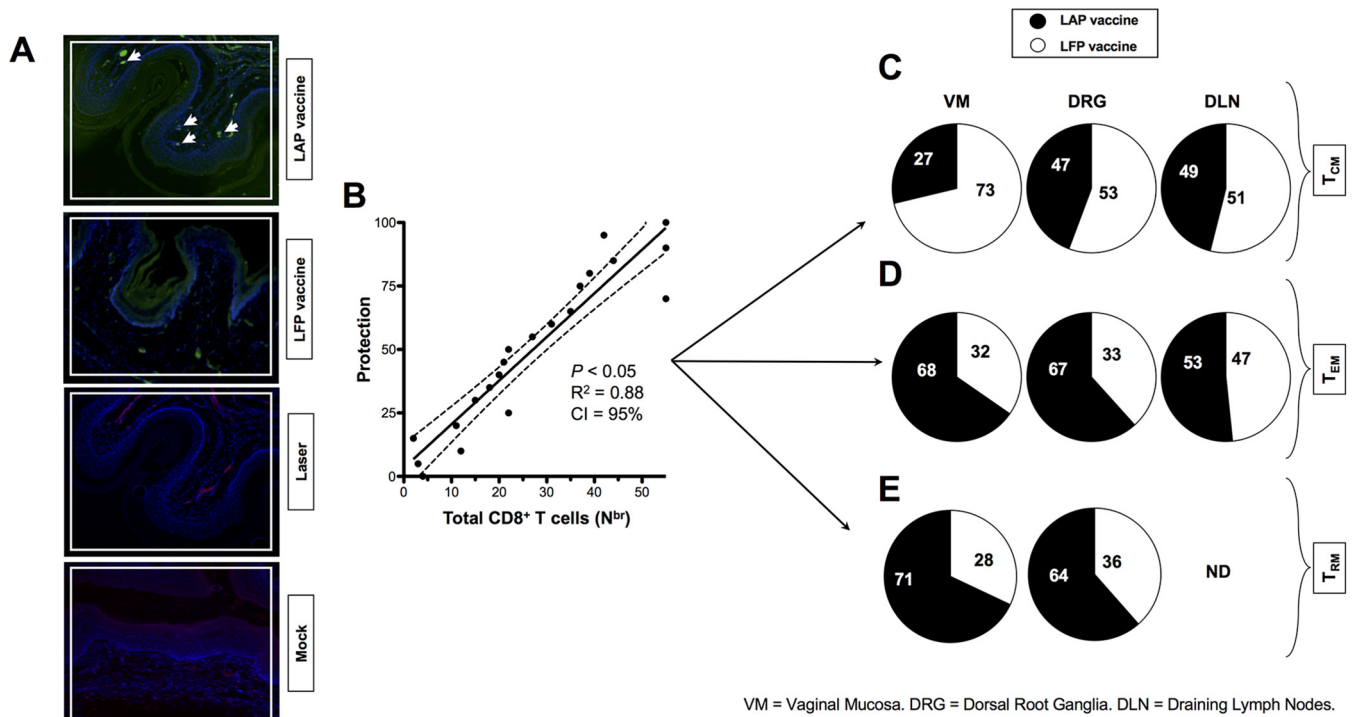 A
LAP vaccine
LFP vaccine
Laser
Mock
B
100
75
50
25
0
Protection
P < 0.05
R² = 0.88
CI = 95%
0 10 20 30 40 50
Total CD8⁺ T cells (Nᵇʳ)
LAP vaccine
LFP vaccine
C
VM DRG DLN
27 73 47 53 49 51
TCM
D
68 32 67 33 53 47
TEM
E
71 28 64 36 ND
TRM
VM = Vaginal Mucosa. DRG = Dorsal Root Ganglia. DLN = Draining Lymph Nodes.